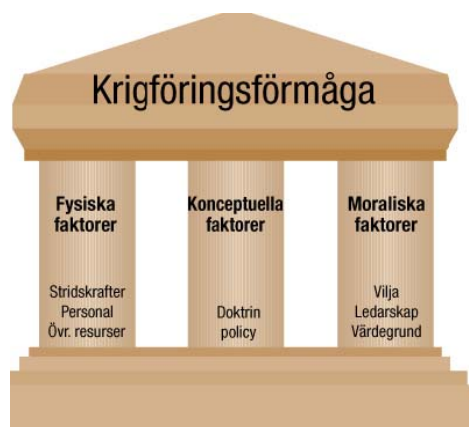 Krigföringsförmåga
Fysiska
faktorer
Stridskrafter
Personal
Övr. resurser
Konceptuella
faktorer
Doktrin
policy
Moraliska
faktorer
Vilja
Ledarskap
Värdegrund